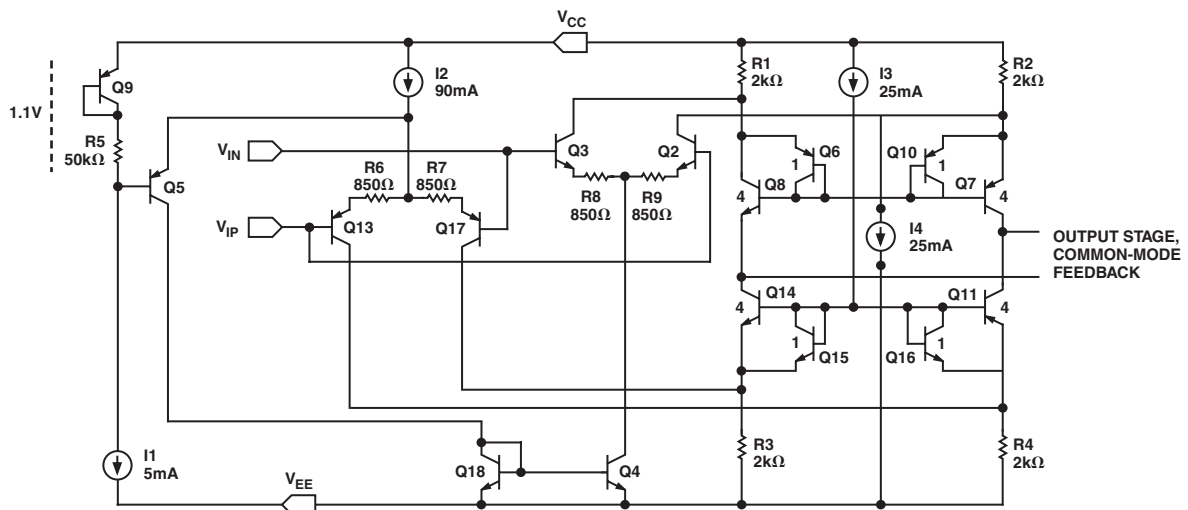 VCC
1.1V
Q9
R5
50kΩ
I2
90mA
R1
2kΩ
I3
25mA
R2
2kΩ
VIN
Q3
Q2
Q6
1
Q10
1
Q5
R6
850Ω
R7
850Ω
R8
850Ω
R9
850Ω
Q8
4
Q7
4
VIP
Q13
Q17
I4
25mA
OUTPUT STAGE,
COMMON-MODE
FEEDBACK
Q14
4
Q11
4
1
Q15
1
Q16
I1
5mA
Q18
Q4
R3
2kΩ
R4
2kΩ
VEE